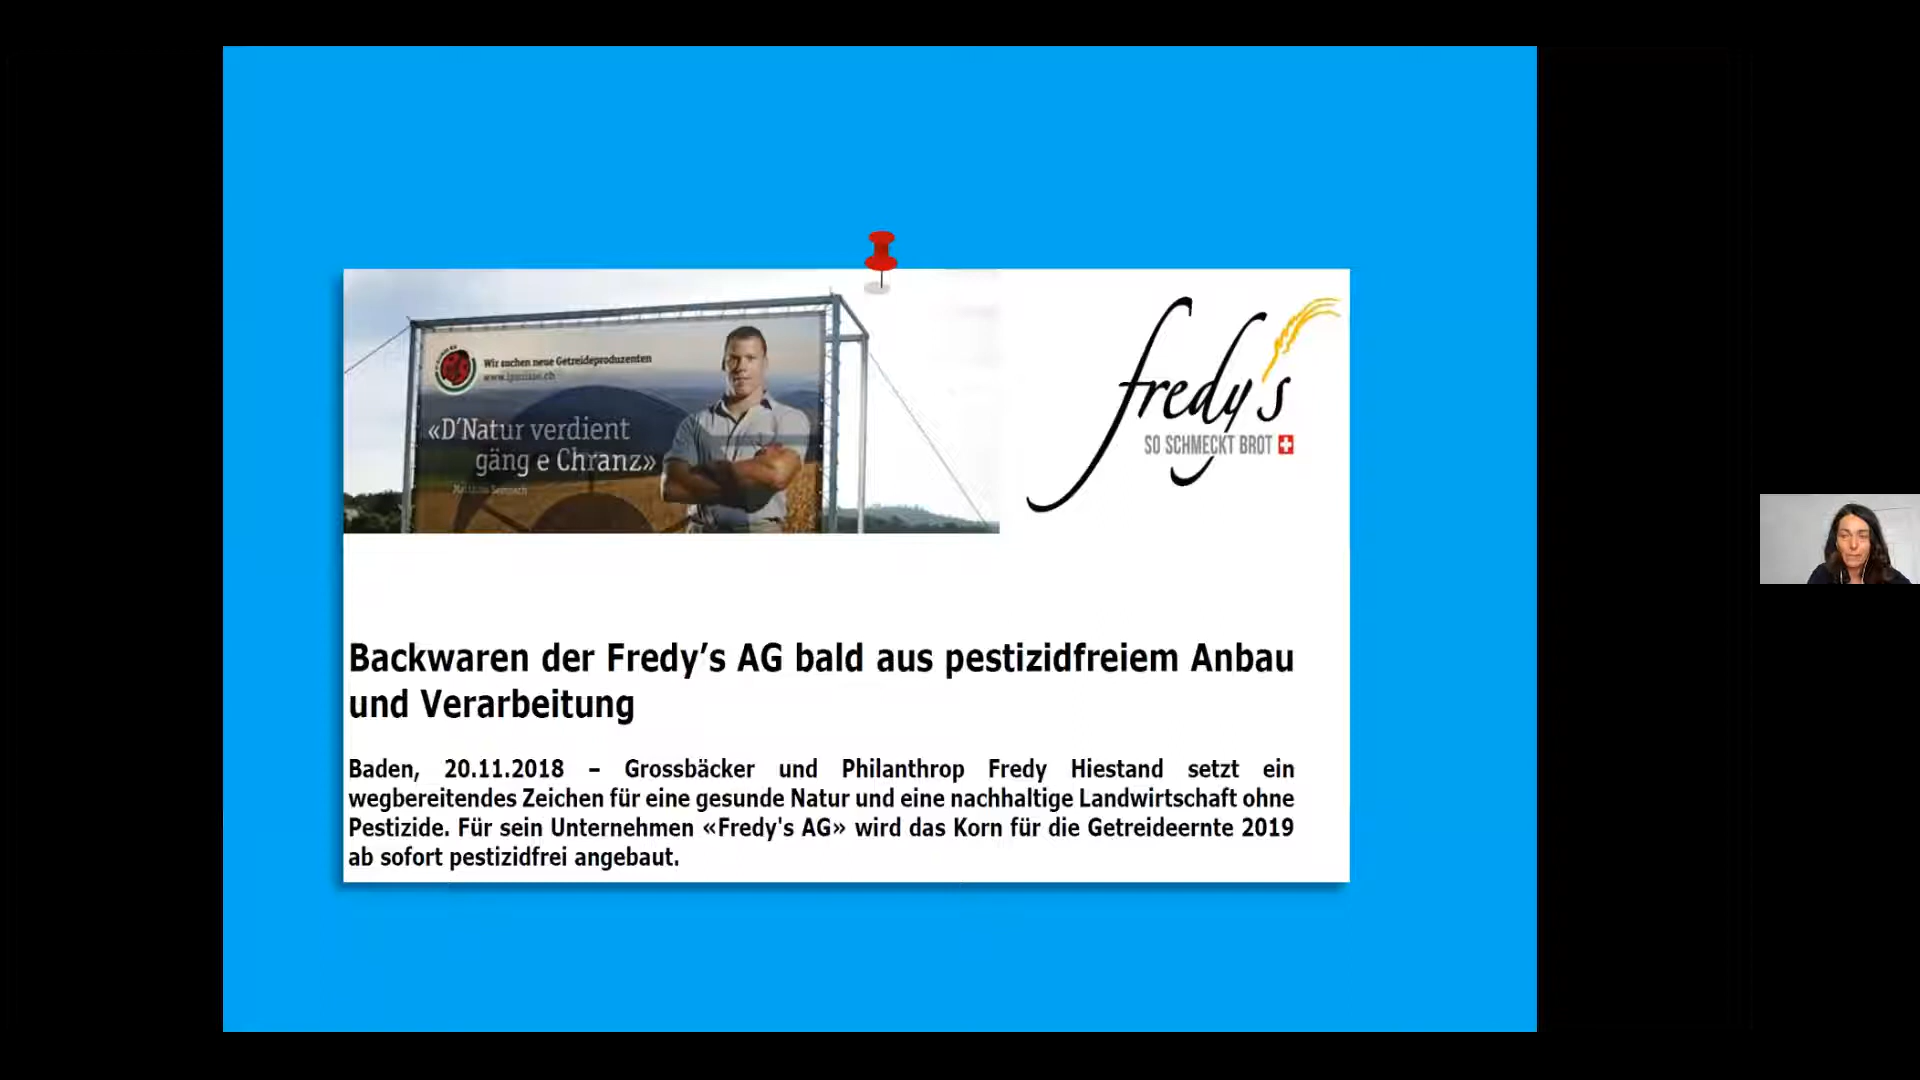 Wir suchen neue Getreideproduzenten
www.ipsuisse.ch
«D'Natur verdient
gäng e Chranz»
fredy's
SO SCHMECKT BROT
Backwaren der Fredy’s AG bald aus pestizidfreiem Anbau
und Verarbeitung
Baden, 20.11.2018 – Grossbäcker und Philanthrop Fredy Hiestand setzt ein
wegbereitendes Zeichen für eine gesunde Natur und eine nachhaltige Landwirtschaft ohne
Pestizide. Für sein Unternehmen «Fredy's AG» wird das Korn für die Getreideernte 2019
ab sofort pestizidfrei angebaut.